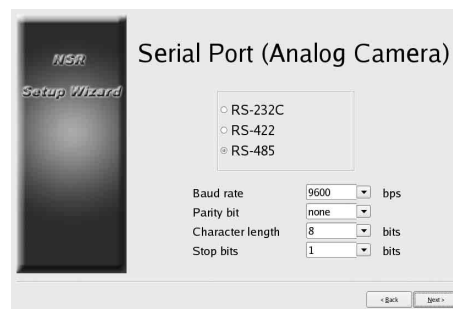 NSR
Setup Wizard
Serial Port (Analog Camera)
RS-232C
RS-422
RS-485
Baud rate 9600 bps
Parity bit none
Character length 8 bits
Stop bits 1 bits
< Back Next >